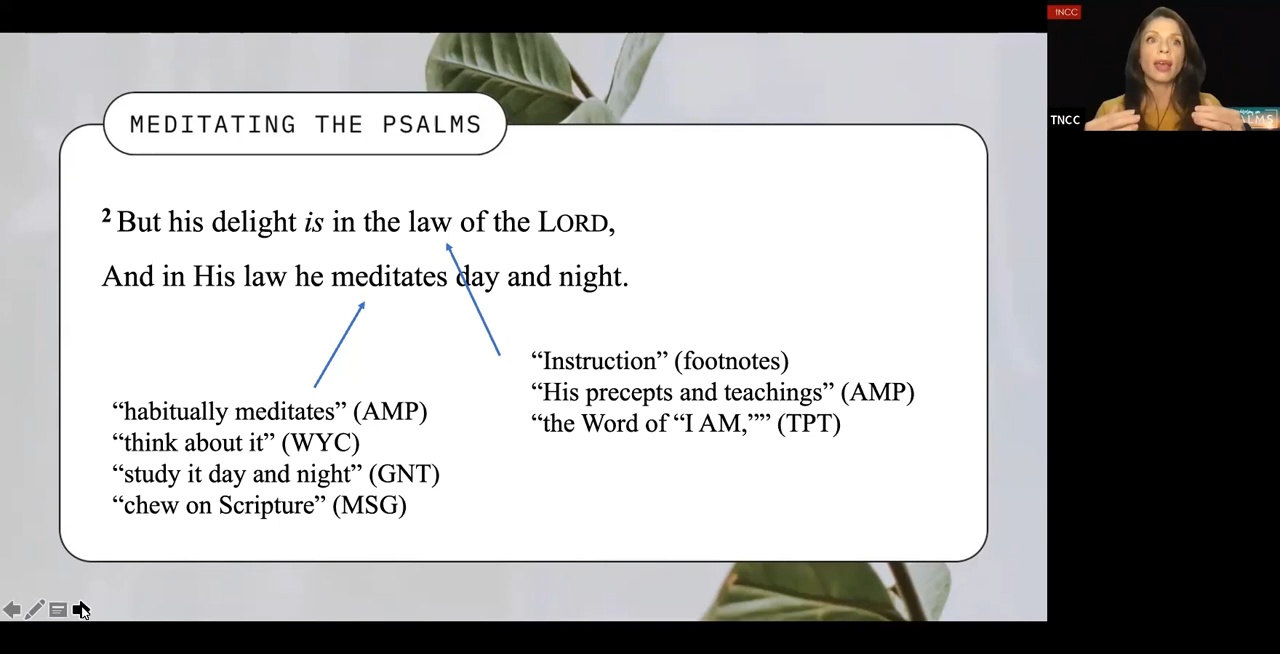 MEDITATING THE PSALMS
2 But his delight is in the law of the LORD,
And in His law he meditates day and night.
“Instruction” (footnotes)
“His precepts and teachings” (AMP)
“the Word of “I AM,”” (TPT)
“habitually meditates” (AMP)
“think about it” (WYC)
“study it day and night” (GNT)
“chew on Scripture” (MSG)
TNCC